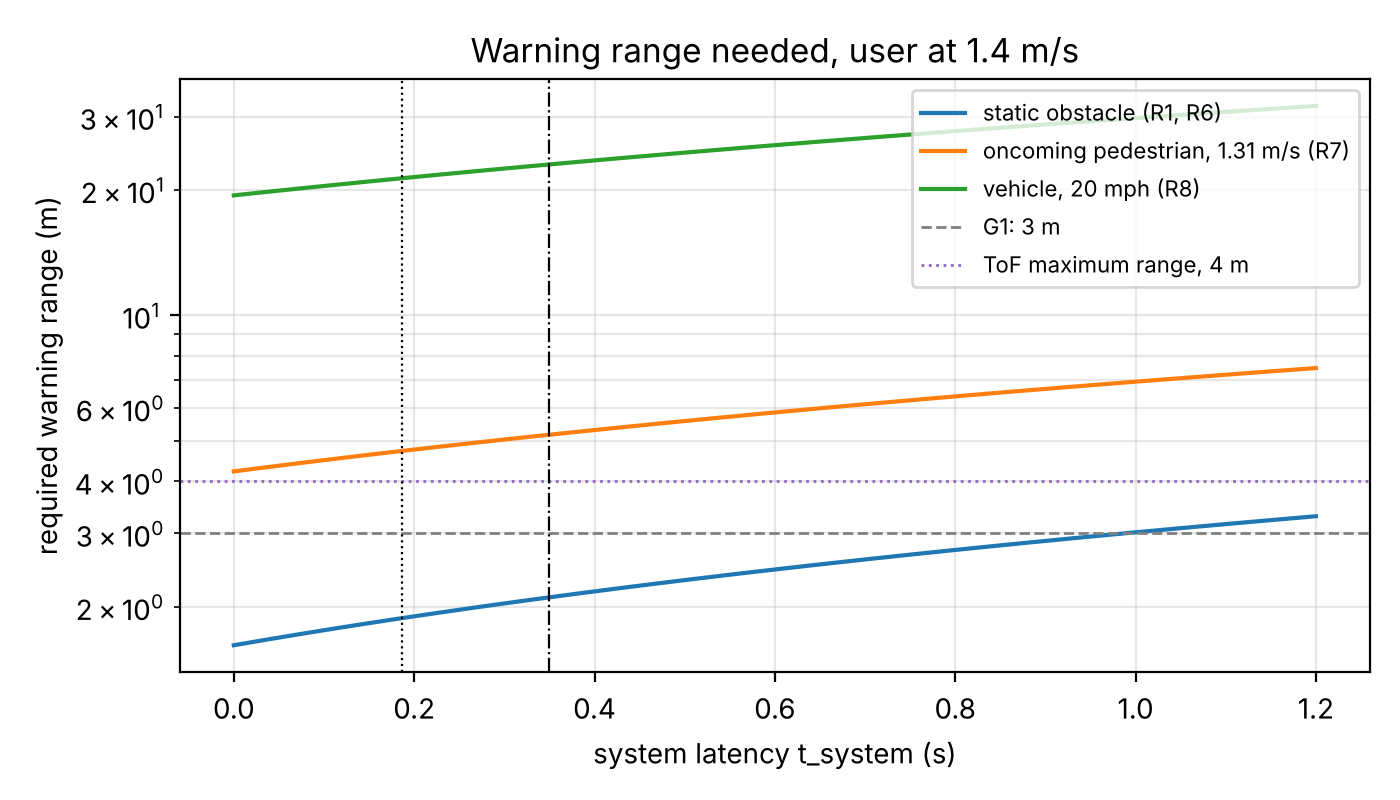 Warning range needed, user at 1.4 m/s
required warning range (m)
3 × 10¹
2 × 10¹
10¹
6 × 10⁰
4 × 10⁰
3 × 10⁰
2 × 10⁰
static obstacle (R1, R6)
oncoming pedestrian, 1.31 m/s (R7)
vehicle, 20 mph (R8)
G1: 3 m
ToF maximum range, 4 m
0.0 0.2 0.4 0.6 0.8 1.0 1.2
system latency t_system (s)